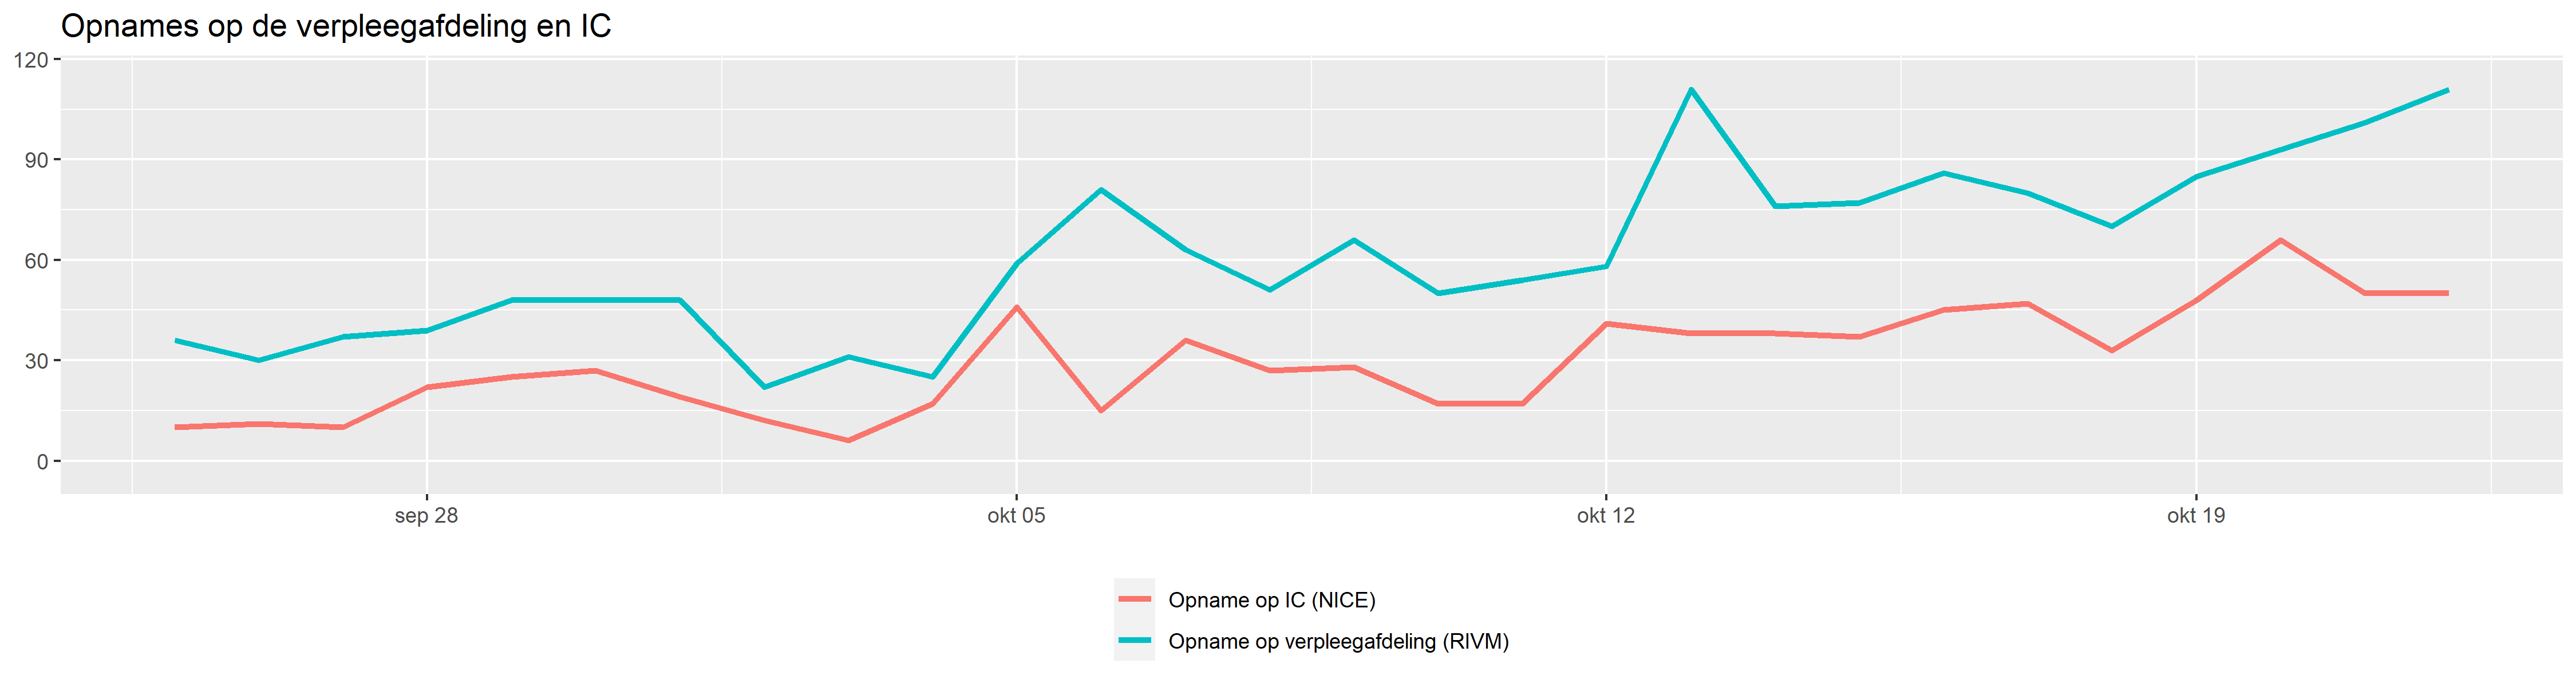 Opnames op de verpleegafdeling en IC
120
90
60
30
0
sep 28 okt 05 okt 12 okt 19
Opname op IC (NICE)
Opname op verpleegafdeling (RIVM)